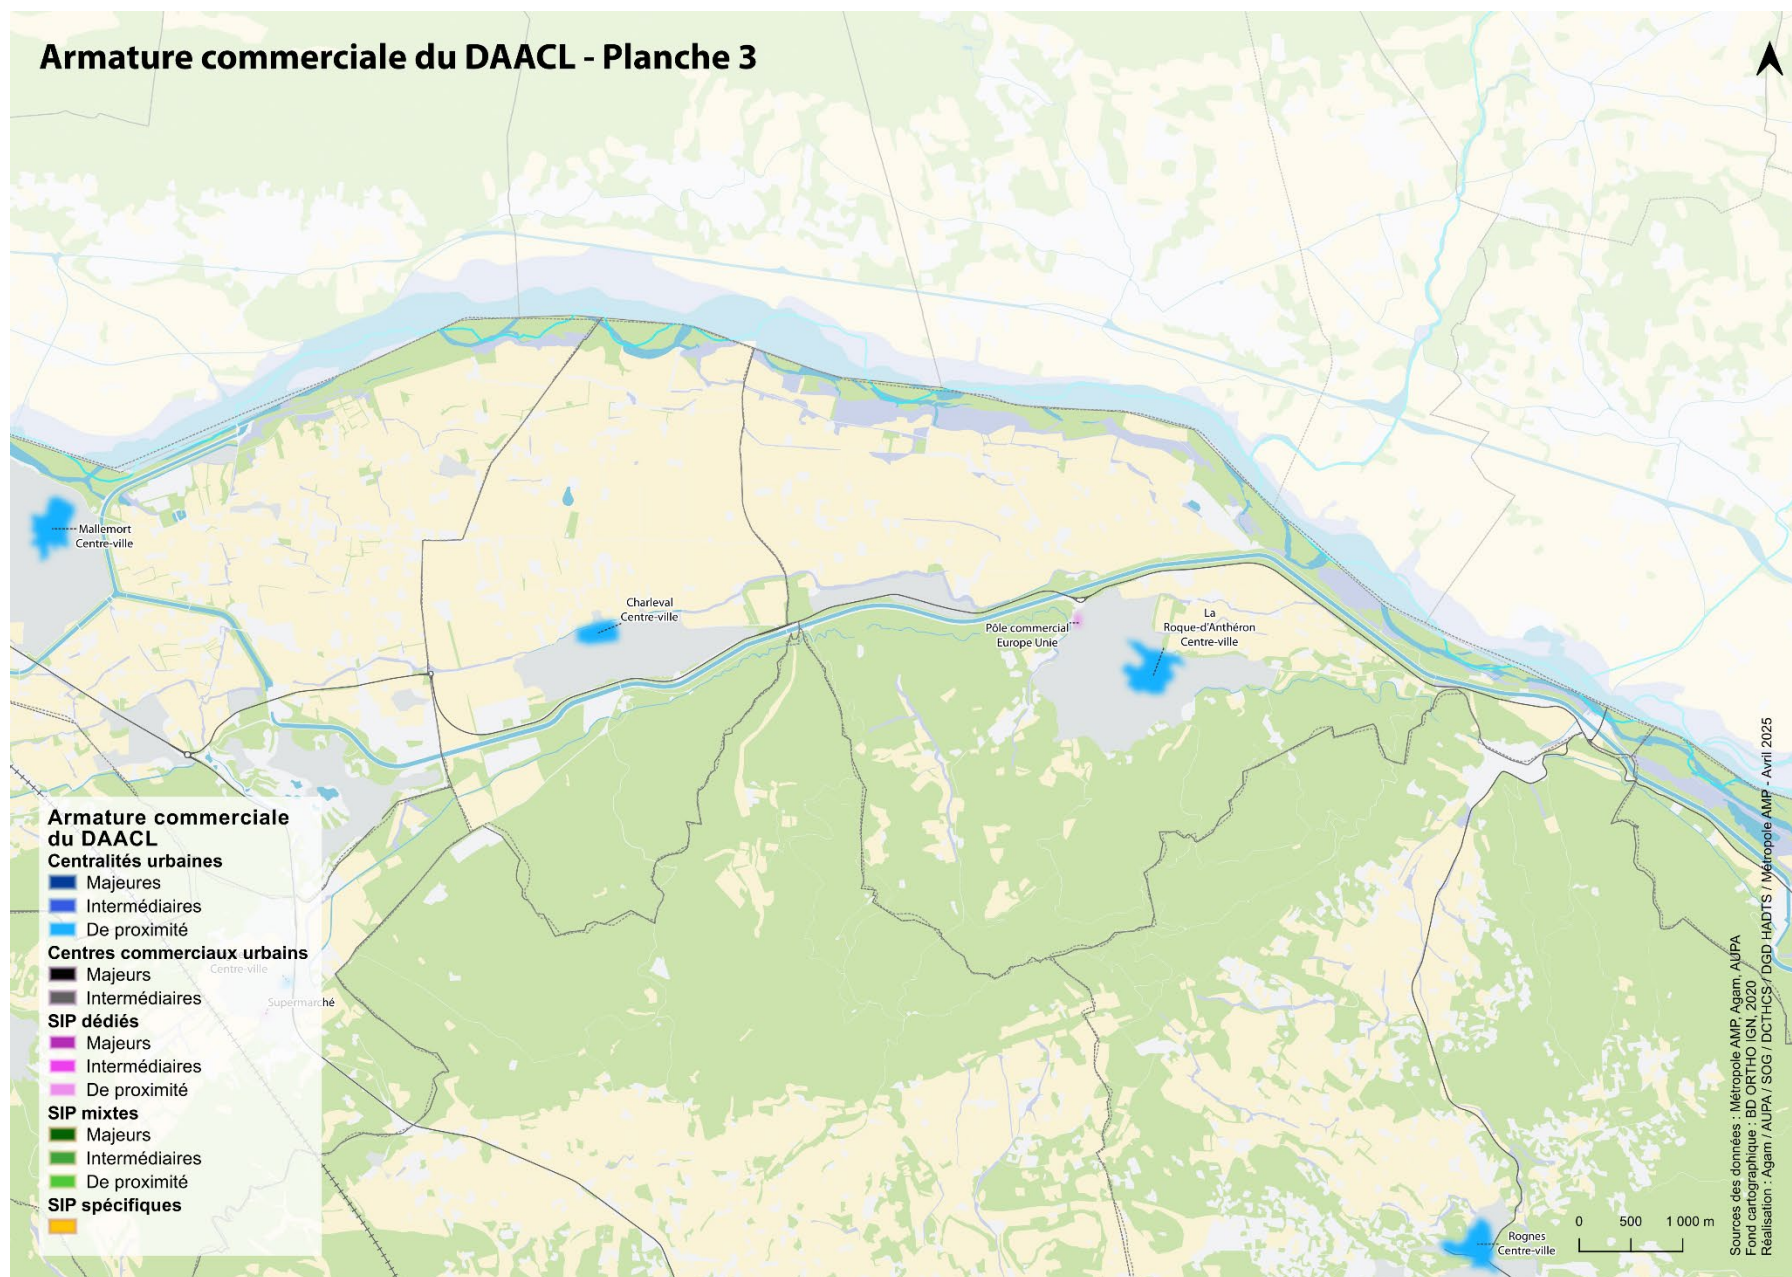 Armature commerciale du DAACL - Planche 3
Mallemort
Centre-ville
Charleval
Centre-ville
Pôle commercial
Europe Unie
La
Roque-d'Anthéron
Centre-ville
Armature commerciale
du DAACL
Centralités urbaines
Majeures
Intermédiaires
De proximité
Centre-ville
Centres commerciaux urbains
Majeurs
Intermédiaires
Supermarché
SIP dédiés
Majeurs
Intermédiaires
De proximité
SIP mixtes
Majeurs
Intermédiaires
De proximité
SIP spécifiques
Rognes
Centre-ville
0 500 1 000 m
Sources des données : Métropole AMP, Agam, AUPA
Fond cartographique : BD ORTHO IGN, 2020
Réalisation : Agam / AUPA / SOG / DCTHCS / DGD HADTS / Métropole AMP - Avril 2025